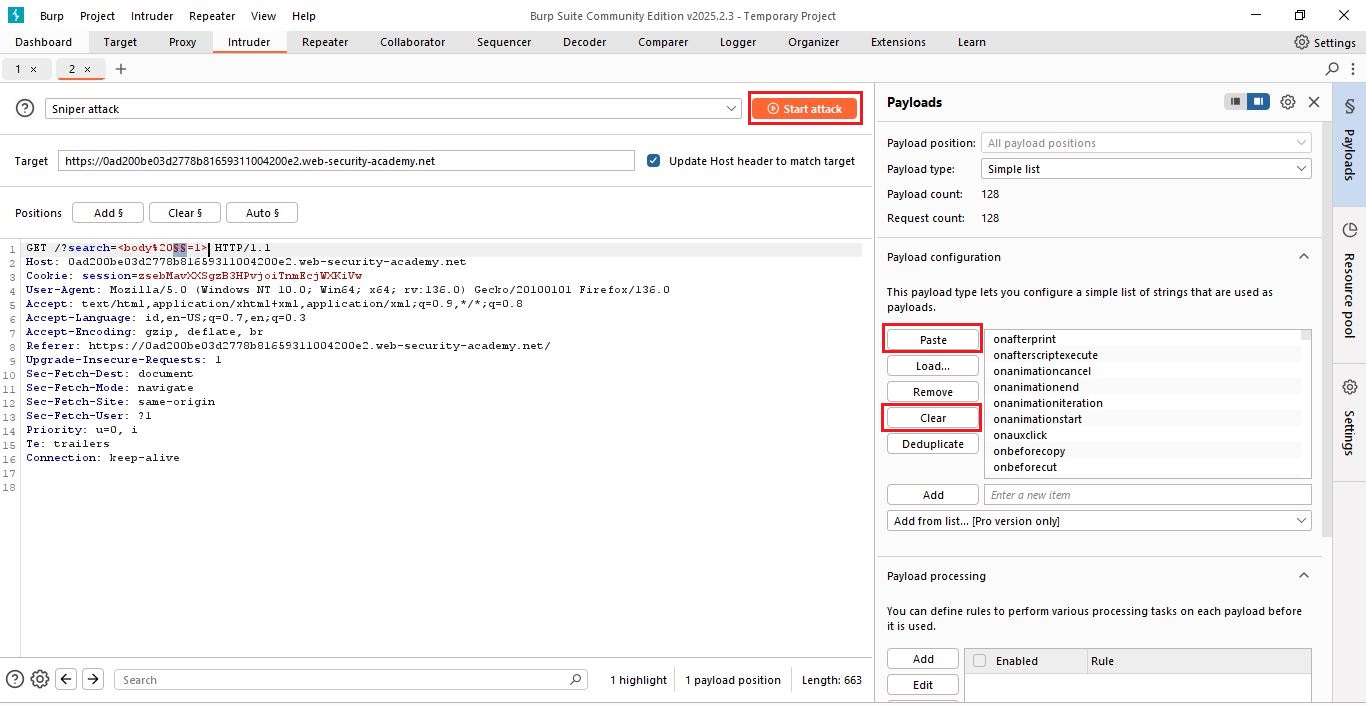 Burp Project Intruder Repeater View Help Burp Suite Community Edition v2025.2.3 - Temporary Project
Dashboard Target Proxy Intruder Repeater Collaborator Sequencer Decoder Comparer Logger Organizer Extensions Learn Settings
1 × 2 × +
Sniper attack Start attack
Target https://0ad200be03d2778b81659311004200e2.web-security-academy.net Update Host header to match target
Positions Add § Clear § Auto §
1 GET /?search=<body%20§§=1> HTTP/1.1
2 Host: 0ad200be03d2778b81659311004200e2.web-security-academy.net
3 Cookie: session=zsebMavXXSgzB3HPvjoiTnmEcjWXKiVw
4 User-Agent: Mozilla/5.0 (Windows NT 10.0; Win64; x64; rv:136.0) Gecko/20100101 Firefox/136.0
5 Accept: text/html,application/xhtml+xml,application/xml;q=0.9,*/*;q=0.8
6 Accept-Language: id,en-US;q=0.7,en;q=0.3
7 Accept-Encoding: gzip, deflate, br
8 Referer: https://0ad200be03d2778b81659311004200e2.web-security-academy.net/
9 Upgrade-Insecure-Requests: 1
10 Sec-Fetch-Dest: document
11 Sec-Fetch-Mode: navigate
12 Sec-Fetch-Site: same-origin
13 Sec-Fetch-User: ?1
14 Priority: u=0, i
15 Te: trailers
16 Connection: keep-alive
17
18
Search 1 highlight 1 payload position Length: 663
Payloads
Payload position: All payload positions
Payload type: Simple list
Payload count: 128
Request count: 128
Payload configuration
This payload type lets you configure a simple list of strings that are used as
payloads.
Paste
Load...
Remove
Clear
Deduplicate
onafterprint
onafterscriptexecute
onanimationcancel
onanimationend
onanimationiteration
onanimationstart
onauxclick
onbeforecopy
onbeforecut
Add Enter a new item
Add from list... [Pro version only]
Payload processing
You can define rules to perform various processing tasks on each payload before
it is used.
Add Enabled Rule
Edit
§ Payloads
Resource pool
Settings